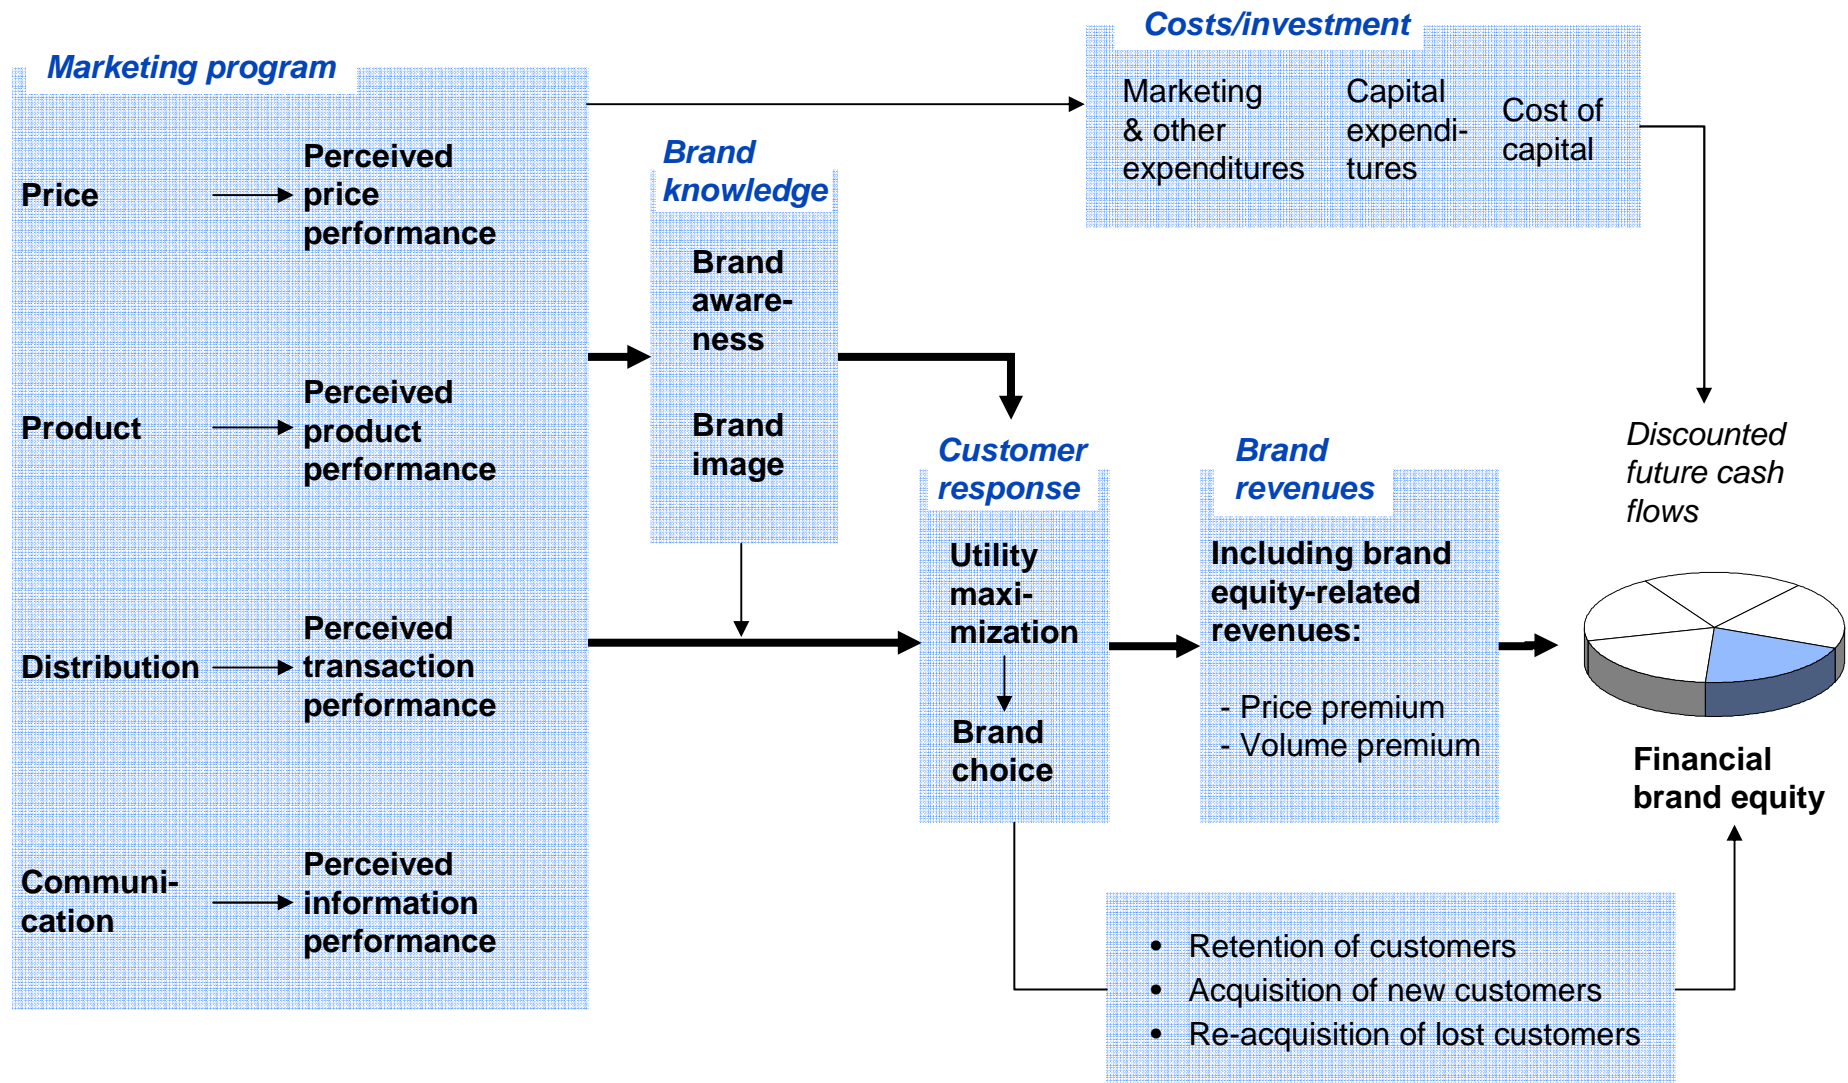 Marketing program
Price
Perceived
price
performance
Product
Perceived
product
performance
Distribution
Perceived
transaction
performance
Communi-
cation
Perceived
information
performance
Brand
knowledge
Brand
aware-
ness
Brand
image
Costs/investment
Marketing
& other
expenditures
Capital
expendi-
tures
Cost of
capital
Customer
response
Utility
maxi-
mization
Brand
choice
Brand
revenues
Including brand
equity-related
revenues:
- Price premium
- Volume premium
Discounted
future cash
flows
Financial
brand equity
• Retention of customers
• Acquisition of new customers
• Re-acquisition of lost customers